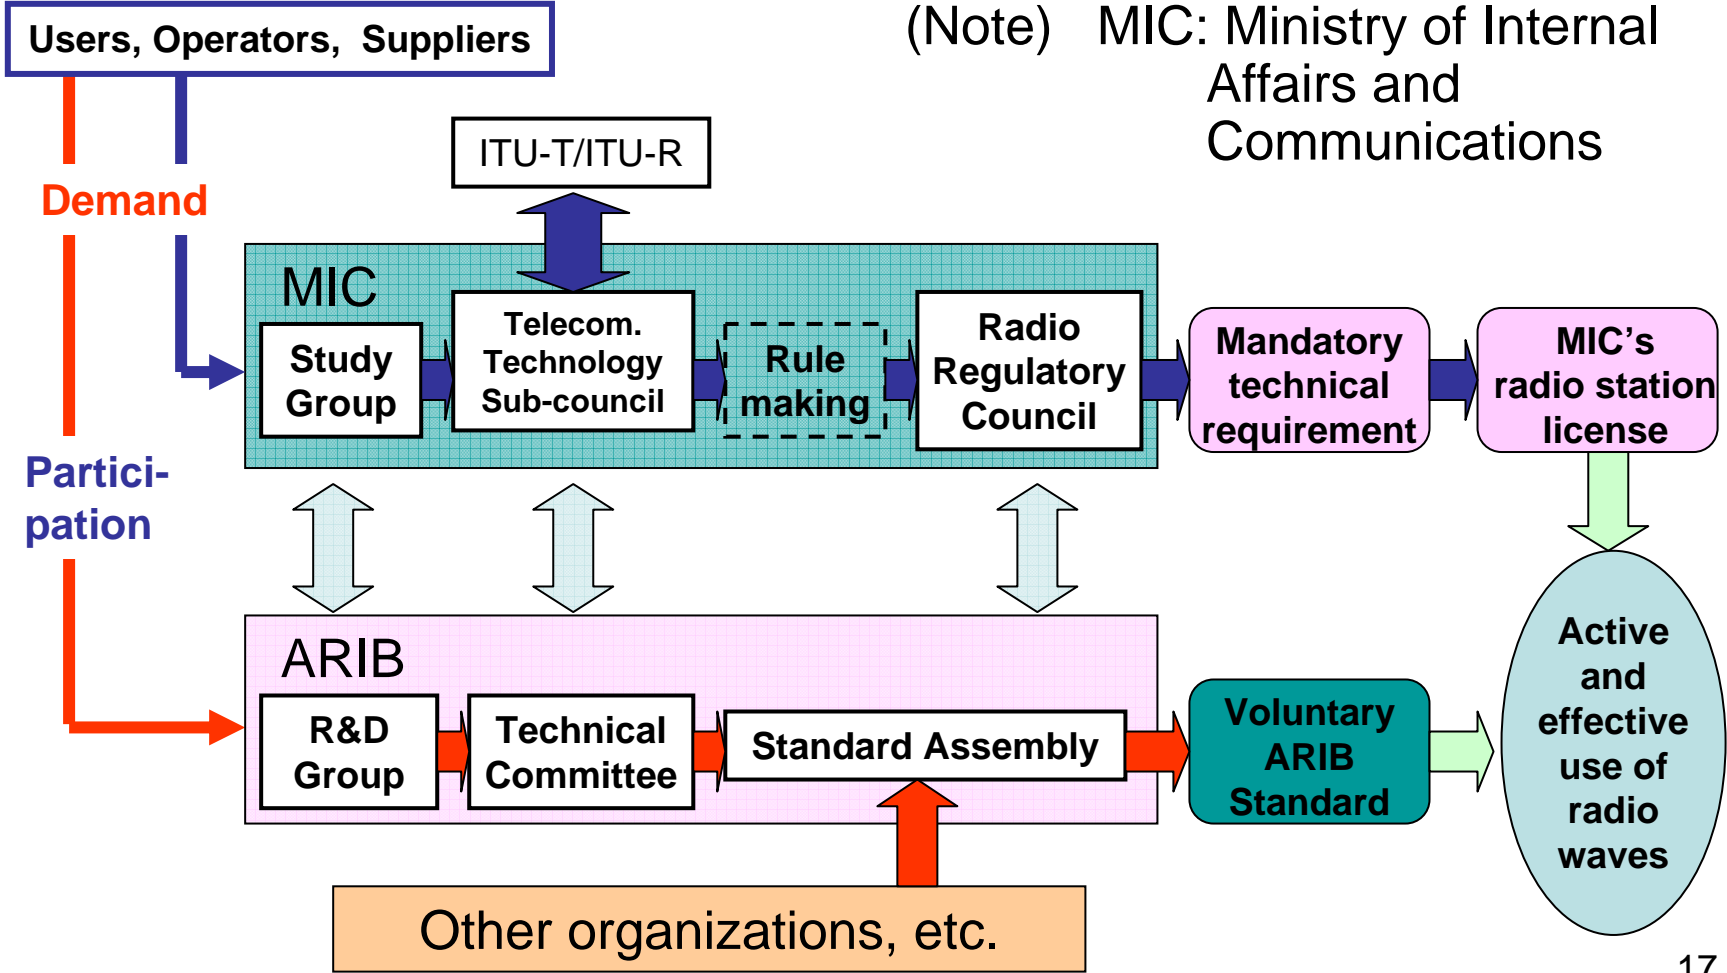 Users, Operators, Suppliers
(Note) MIC: Ministry of Internal
Affairs and
Communications
ITU-T/ITU-R
Demand
MIC
Study
Group
Telecom.
Technology
Sub-council
Rule
making
Radio
Regulatory
Council
Mandatory
technical
requirement
MIC’s
radio station
license
Partici-
pation
ARIB
R&D
Group
Technical
Committee
Standard Assembly
Voluntary
ARIB
Standard
Active
and
effective
use of
radio
waves
Other organizations, etc.
17